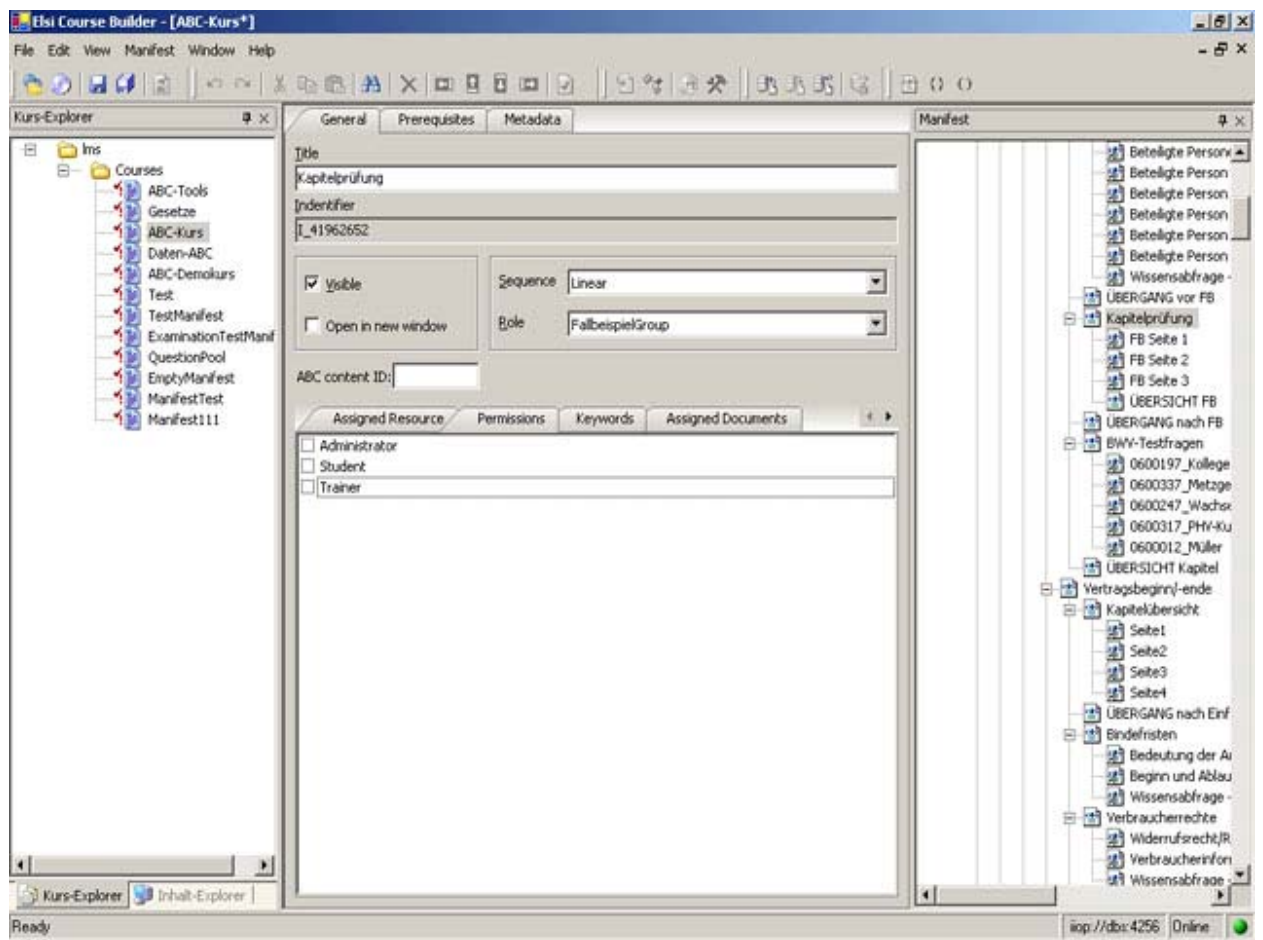 Elsi Course Builder - [ABC-Kurs*]
File Edit View Manifest Window Help
Kurs-Explorer
lms
Courses
ABC-Tools
Gesetze
ABC-Kurs
Daten-ABC
ABC-Demokurs
Test
TestManifest
ExaminationTestManif
QuestionPool
EmptyManifest
ManifestTest
Manifest111
Kurs-Explorer Inhalt-Explorer
General Prerequisites Metadata
Title
Kapitelprüfung
Indentifier
I_41962652
Visible
Open in new window
Sequence Linear
Role FallbeispielGroup
ABC content ID:
Assigned Resource Permissions Keywords Assigned Documents
Administrator
Student
Trainer
Manifest
Beteiligte Person
Beteiligte Person
Beteiligte Person
Beteiligte Person
Beteiligte Person
Beteiligte Person
Wissensabfrage -
ÜBERGANG vor FB
Kapitelprüfung
FB Seite 1
FB Seite 2
FB Seite 3
ÜBERSICHT FB
ÜBERGANG nach FB
BWV-Testfragen
0600197_Kollege
0600337_Metzge
0600247_Wachse
0600317_PHV-Ku
0600012_Müller
ÜBERSICHT Kapitel
Vertragsbeginn/-ende
Kapitelübersicht
Seite1
Seite2
Seite3
Seite4
ÜBERGANG nach Einf
Bindefristen
Bedeutung der A
Beginn und Ablau
Wissensabfrage -
Verbraucherrechte
Widerrufsrecht/R
Verbraucherinfor
Wissensabfrage -
Ready
iiop://dbs:4256 Online